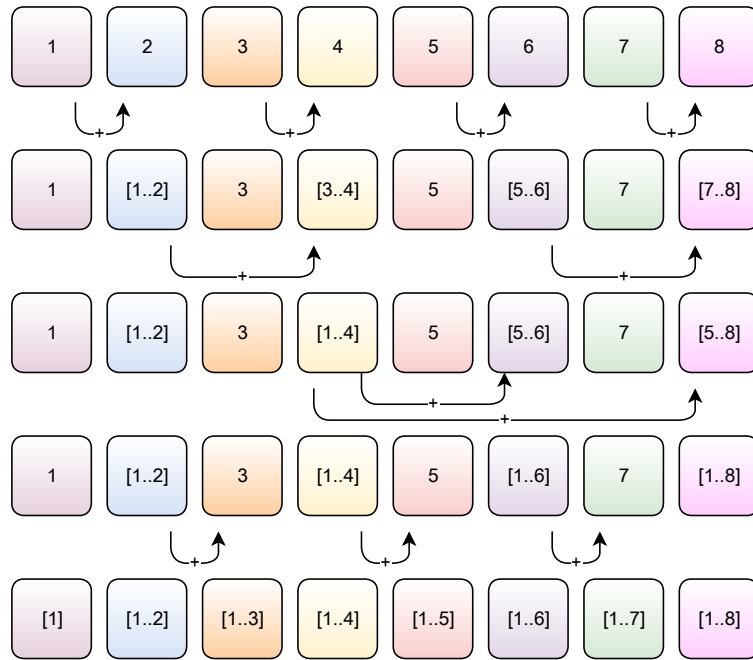 1 2 3 4 5 6 7 8
+ + + +
1 [1..2] 3 [3..4] 5 [5..6] 7 [7..8]
+ +
1 [1..2] 3 [1..4] 5 [5..6] 7 [5..8]
+
+
1 [1..2] 3 [1..4] 5 [1..6] 7 [1..8]
+ + +
[1] [1..2] [1..3] [1..4] [1..5] [1..6] [1..7] [1..8]